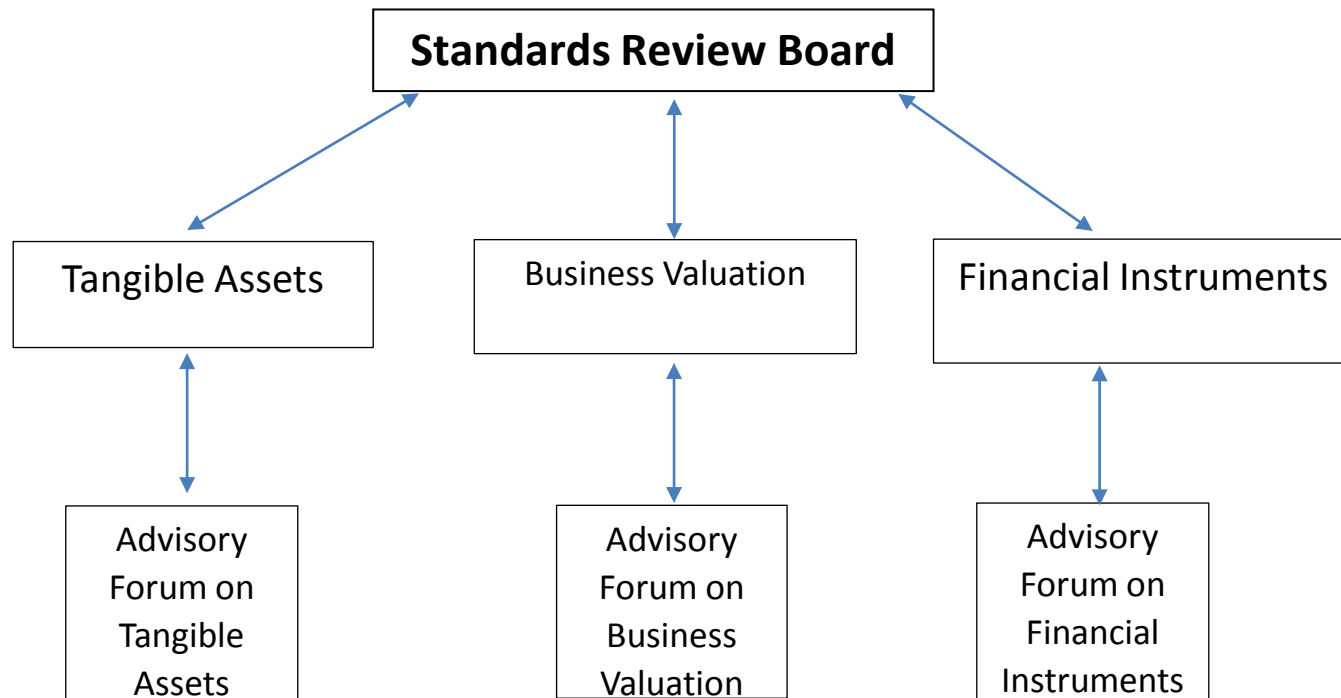 Standards Review Board
Tangible Assets
Business Valuation
Financial Instruments
Advisory
Forum on
Tangible
Assets
Advisory
Forum on
Business
Valuation
Advisory
Forum on
Financial
Instruments